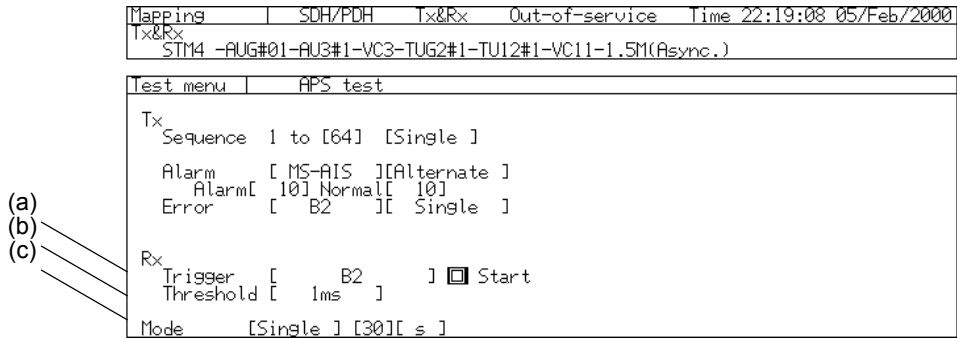 Mapping | SDH/PDH Tx&Rx Out-of-service Time 22:19:08 05/Feb/2000
Tx&Rx
STM4 -AUG#01-AU3#1-VC3-TUG2#1-TU12#1-VC11-1.5M(Async.)
Test menu | APS test
Tx
Sequence 1 to [64] [Single ]
Alarm [ MS-AIS ][Alternate ]
Alarm[ 10] Normal[ 10]
Error [ B2 ][ Single ]
(a)
(b)
(c)
Rx
Trigger [ B2 ] Start
Threshold [ 1ms ]
Mode [Single ] [30][ s ]